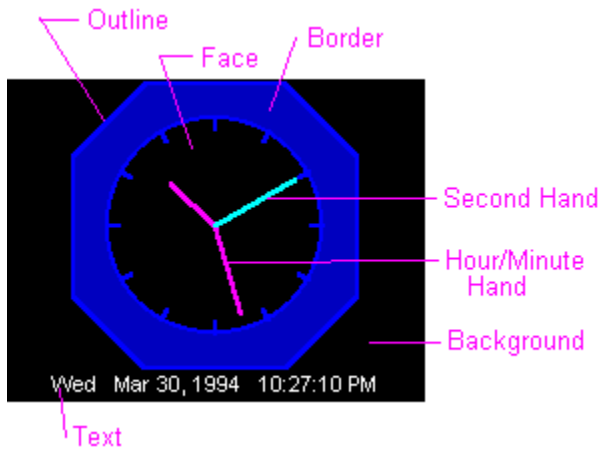 Outline
Border
Face
Second Hand
Hour/Minute
Hand
Background
Wed Mar 30, 1994 10:27:10 PM
Text